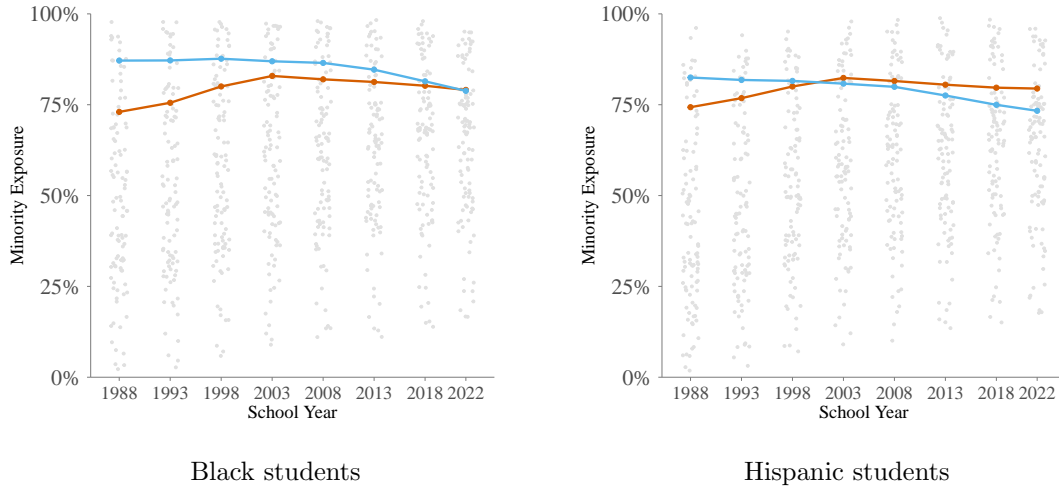 100%
75%
50%
25%
0%
Minority Exposure
1988 1993 1998 2003 2008 2013 2018 2022
School Year
Black students
100%
75%
50%
25%
0%
Minority Exposure
1988 1993 1998 2003 2008 2013 2018 2022
School Year
Hispanic students